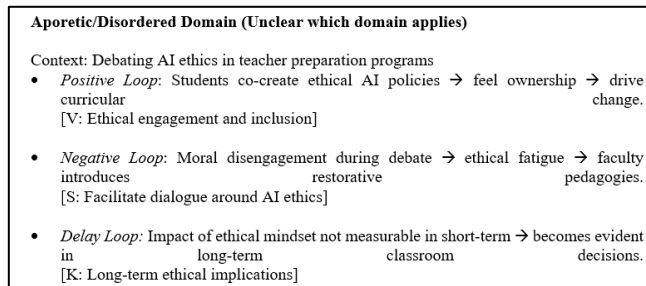 Aporetic/Disordered Domain (Unclear which domain applies)
Context: Debating AI ethics in teacher preparation programs
• Positive Loop: Students co-create ethical AI policies → feel ownership → drive
curricular change.
[V: Ethical engagement and inclusion]
• Negative Loop: Moral disengagement during debate → ethical fatigue → faculty
introduces restorative pedagogies.
[S: Facilitate dialogue around AI ethics]
• Delay Loop: Impact of ethical mindset not measurable in short-term → becomes evident
in long-term classroom decisions.
[K: Long-term ethical implications]